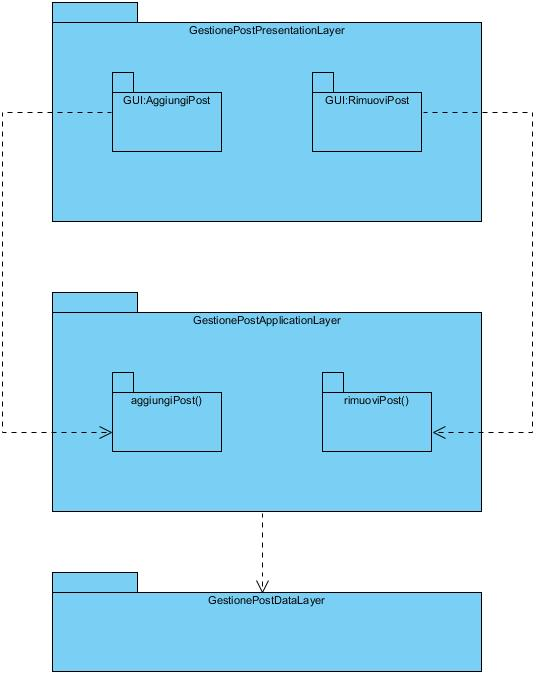 GestionePostPresentationLayer
GUI:AggiungiPost
GUI:RimuoviPost
GestionePostApplicationLayer
aggiungiPost()
rimuoviPost()
GestionePostDataLayer